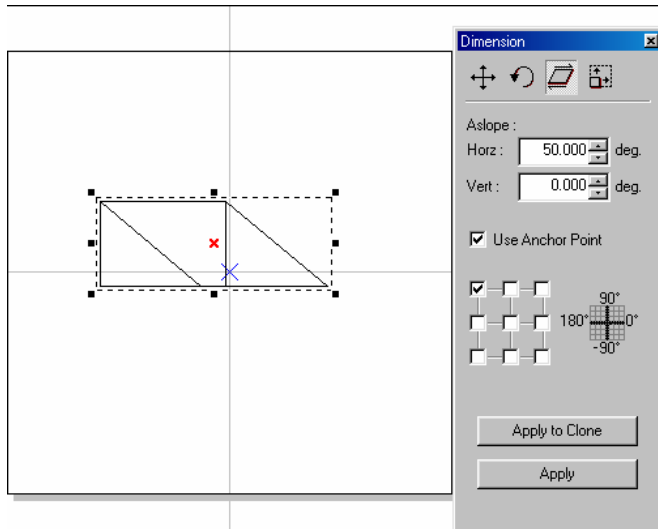 Dimension
Aslope :
Horz : 50.000 deg.
Vert : 0.000 deg.
Use Anchor Point
90°
180° 0°
-90°
Apply to Clone
Apply